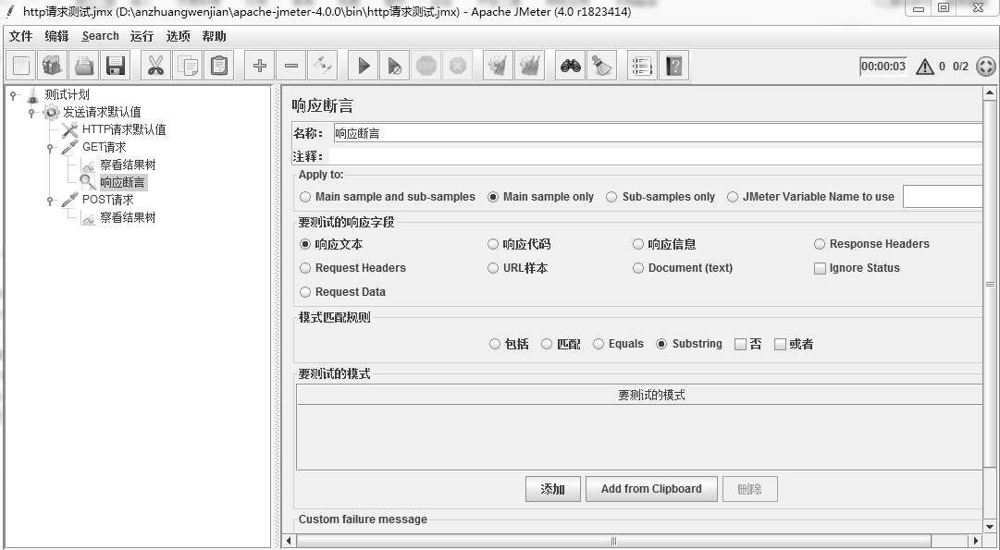 http请求测试.jmx (D:\anzhuangwenjian\apache-jmeter-4.0.0\bin\http请求测试.jmx) - Apache JMeter (4.0 r1823414)
文件 编辑 Search 运行 选项 帮助
STOP 00:00:03 0 0/2
测试计划
发送请求默认值
HTTP请求默认值
GET请求
察看结果树
响应断言
POST请求
察看结果树
响应断言
名称： 响应断言
注释：
Apply to:
Main sample and sub-samples Main sample only Sub-samples only JMeter Variable Name to use
要测试的响应字段
响应文本 响应代码 响应信息 Response Headers
Request Headers URL样本 Document (text) Ignore Status
Request Data
模式匹配规则
包括 匹配 Equals Substring 否 或者
要测试的模式
要测试的模式
添加 Add from Clipboard 删除
Custom failure message